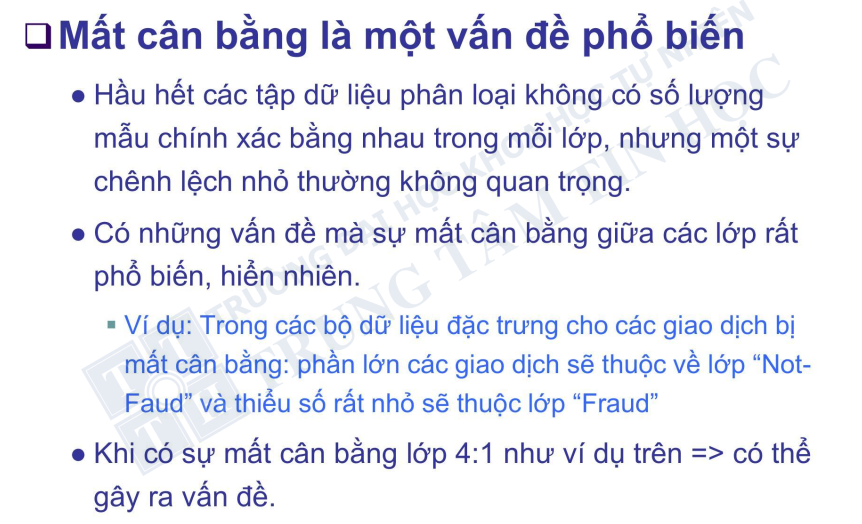 Mất cân bằng là một vấn đề phổ biến
● Hầu hết các tập dữ liệu phân loại không có số lượng
mẫu chính xác bằng nhau trong mỗi lớp, nhưng một sự
chênh lệch nhỏ thường không quan trọng.
● Có những vấn đề mà sự mất cân bằng giữa các lớp rất
phổ biến, hiển nhiên.
▪ Ví dụ: Trong các bộ dữ liệu đặc trưng cho các giao dịch bị
mất cân bằng: phần lớn các giao dịch sẽ thuộc về lớp “Not-
Faud” và thiểu số rất nhỏ sẽ thuộc lớp “Fraud”
● Khi có sự mất cân bằng lớp 4:1 như ví dụ trên => có thể
gây ra vấn đề.
TRƯỜNG ĐẠI HỌC KHOA HỌC TỰ NHIÊN
TRUNG TÂM TIN HỌC